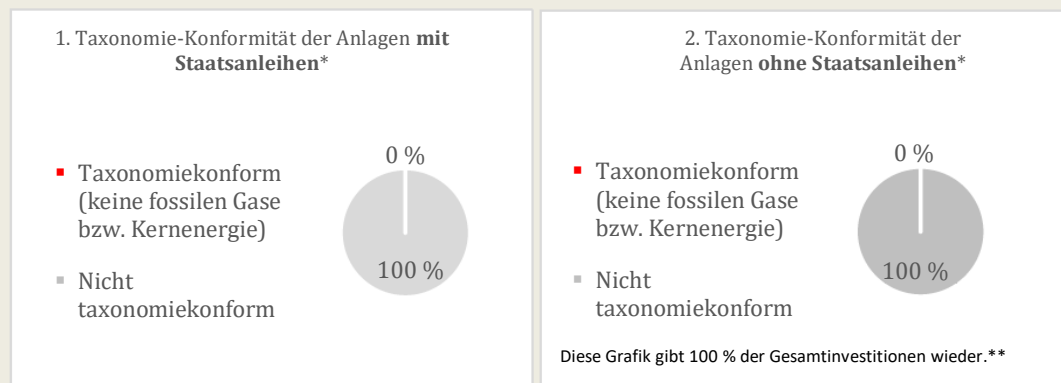 1. Taxonomie-Konformität der Anlagen mit
Staatsanleihen*
0 %
Taxonomiekonform
(keine fossilen Gase
bzw. Kernenergie)
100 %
Nicht
taxonomiekonform
2. Taxonomie-Konformität der
Anlagen ohne Staatsanleihen*
0 %
Taxonomiekonform
(keine fossilen Gase
bzw. Kernenergie)
100 %
Nicht
taxonomiekonform
Diese Grafik gibt 100 % der Gesamtinvestitionen wieder.**